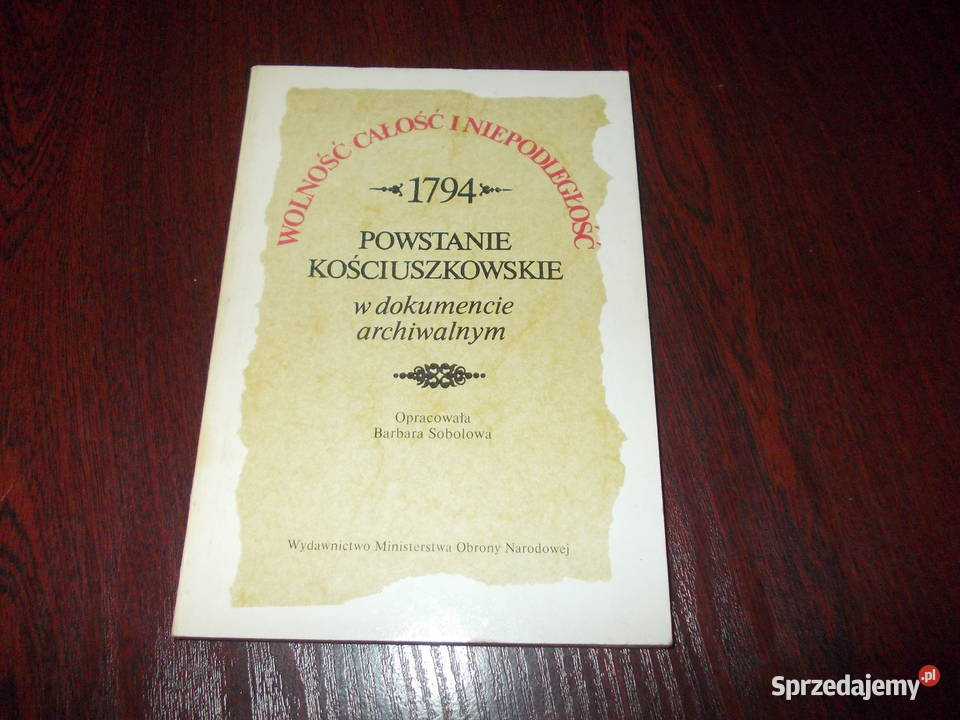 WOLNOŚĆ CAŁOŚĆ I NIEPODLEGŁOŚĆ
1794
POWSTANIE
KOŚCIUSZKOWSKIE
w dokumencie
archiwalnym
Opracowała
Barbara Sobolowa
Wydawnictwo Ministerstwa Obrony Narodowej
Sprzedajemy.pl